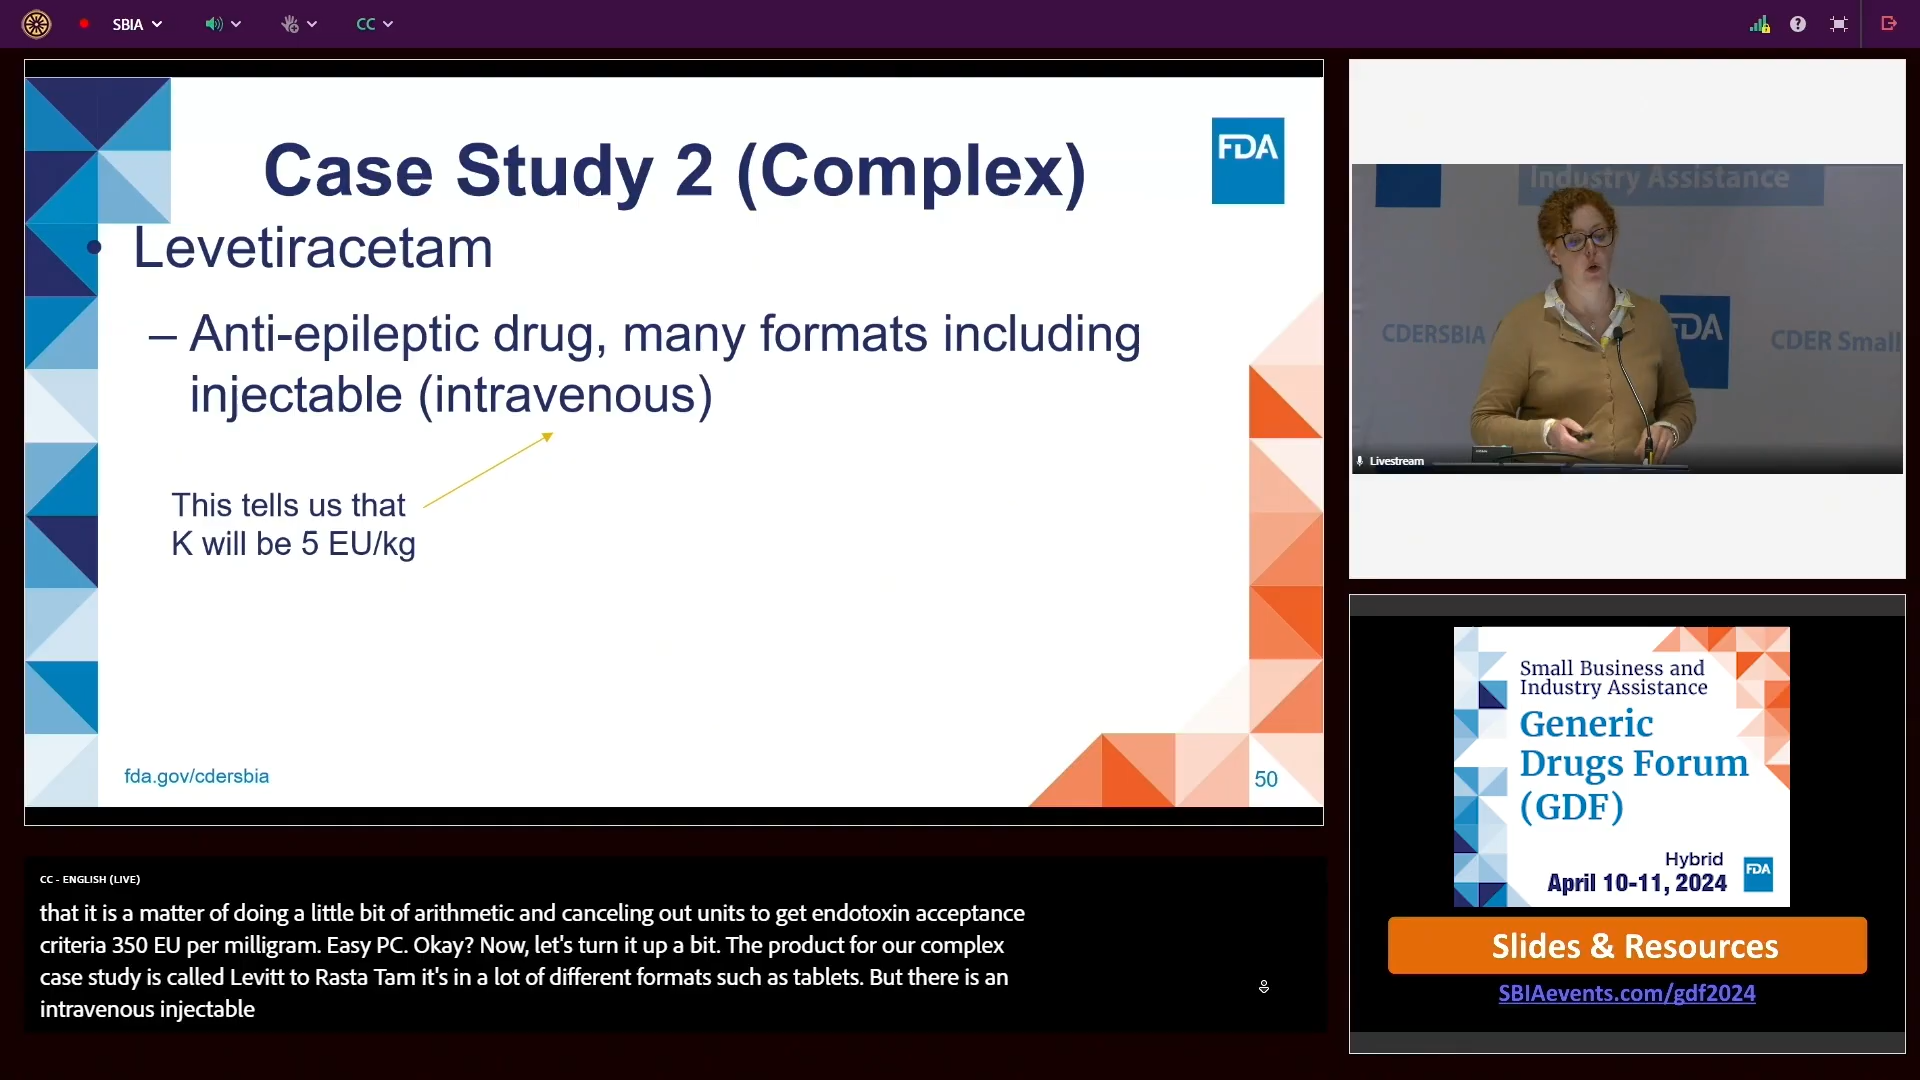 SBIA
CC
Case Study 2 (Complex)
FDA
• Levetiracetam
– Anti-epileptic drug, many formats including
injectable (intravenous)
This tells us that
K will be 5 EU/kg
fda.gov/cdersbia
50
Industry Assistance
CDERSBIA
FDA
CDER Small
Livestream
Small Business and
Industry Assistance
Generic
Drugs Forum
(GDF)
Hybrid
April 10-11, 2024
FDA
Slides & Resources
SBIAevents.com/gdf2024
CC - ENGLISH (LIVE)
that it is a matter of doing a little bit of arithmetic and canceling out units to get endotoxin acceptance
criteria 350 EU per milligram. Easy PC. Okay? Now, let's turn it up a bit. The product for our complex
case study is called Levitt to Rasta Tam it's in a lot of different formats such as tablets. But there is an
intravenous injectable